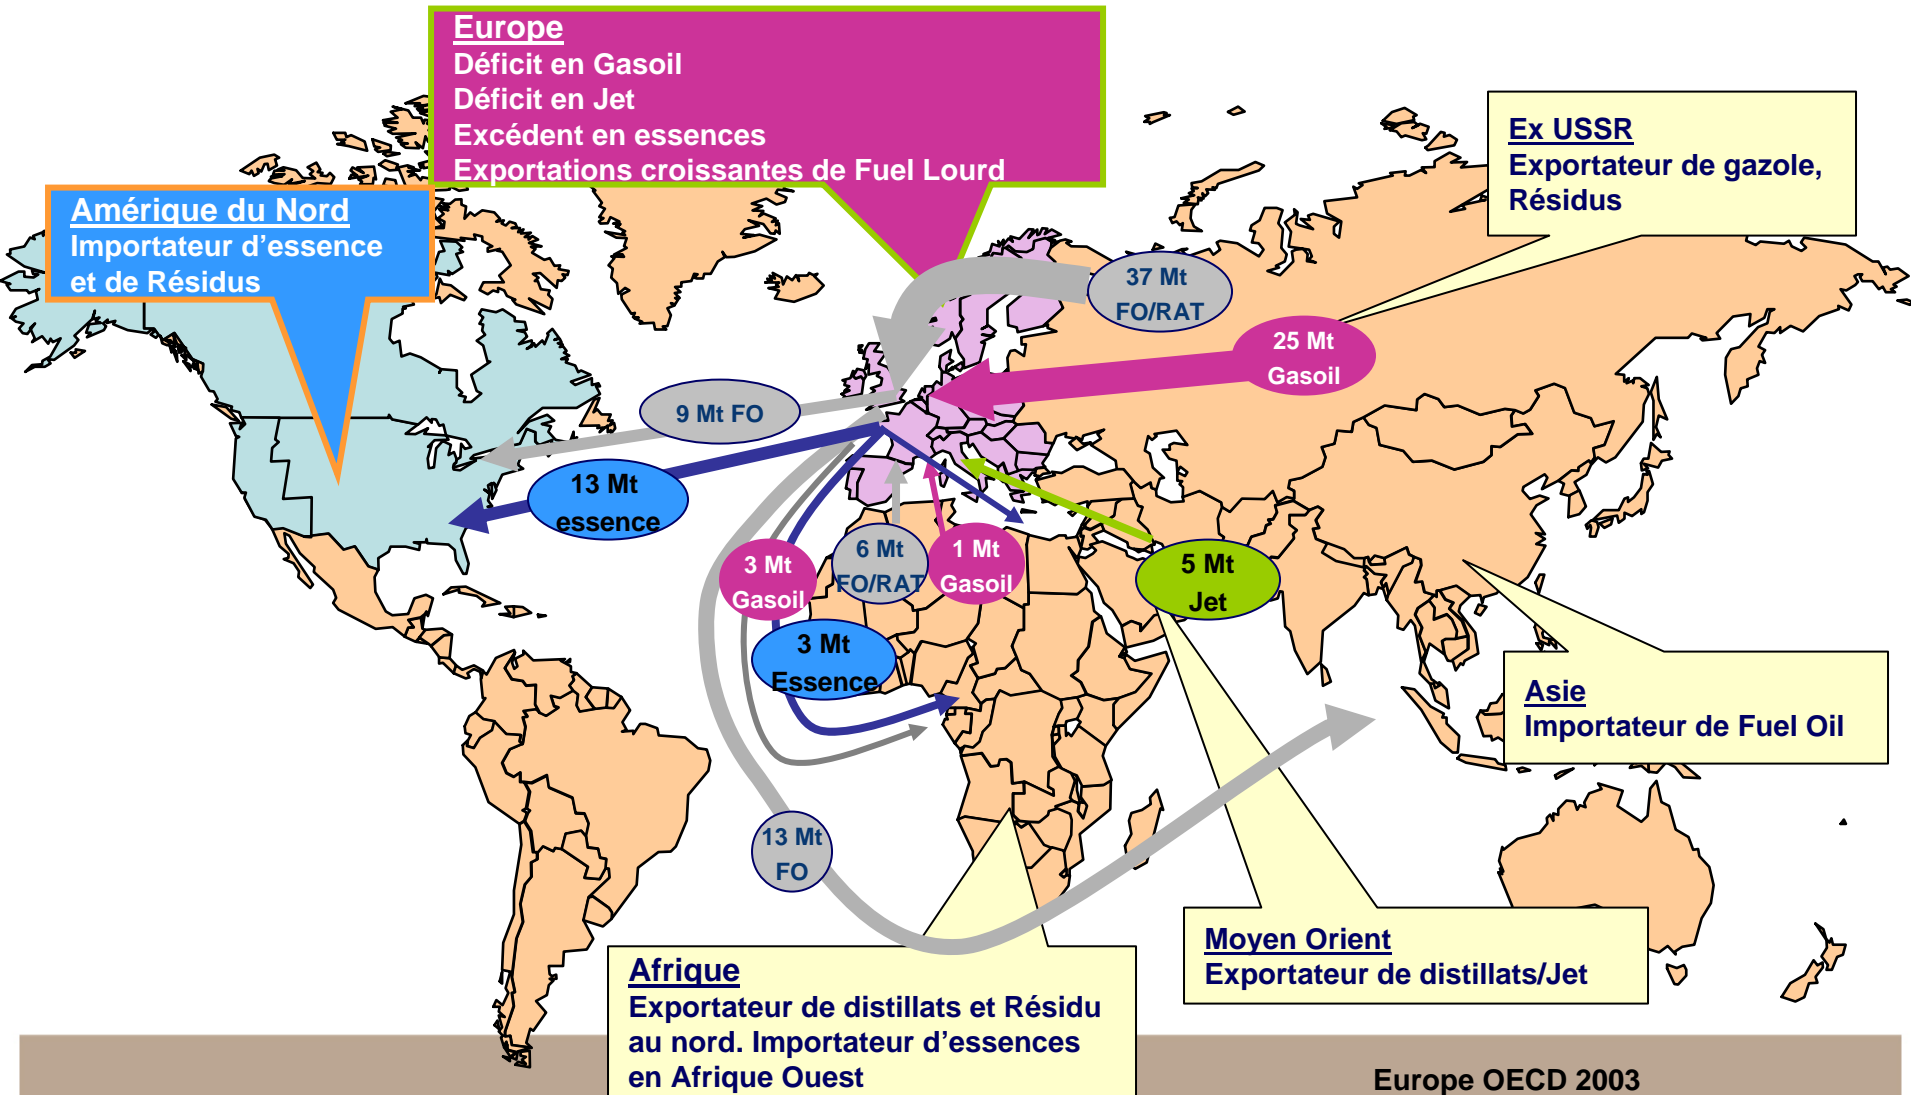 Europe
Déficit en Gasoil
Déficit en Jet
Excédent en essences
Exportations croissantes de Fuel Lourd
Ex USSR
Exportateur de gazole,
Résidus
Amérique du Nord
Importateur d’essence
et de Résidus
37 Mt
FO/RAT
25 Mt
Gasoil
9 Mt FO
13 Mt
essence
3 Mt
Gasoil
6 Mt
FO/RAT
1 Mt
Gasoil
5 Mt
Jet
3 Mt
Essence
Asie
Importateur de Fuel Oil
13 Mt
FO
Moyen Orient
Exportateur de distillats/Jet
Afrique
Exportateur de distillats et Résidu
au nord. Importateur d’essences
en Afrique Ouest
Europe OECD 2003